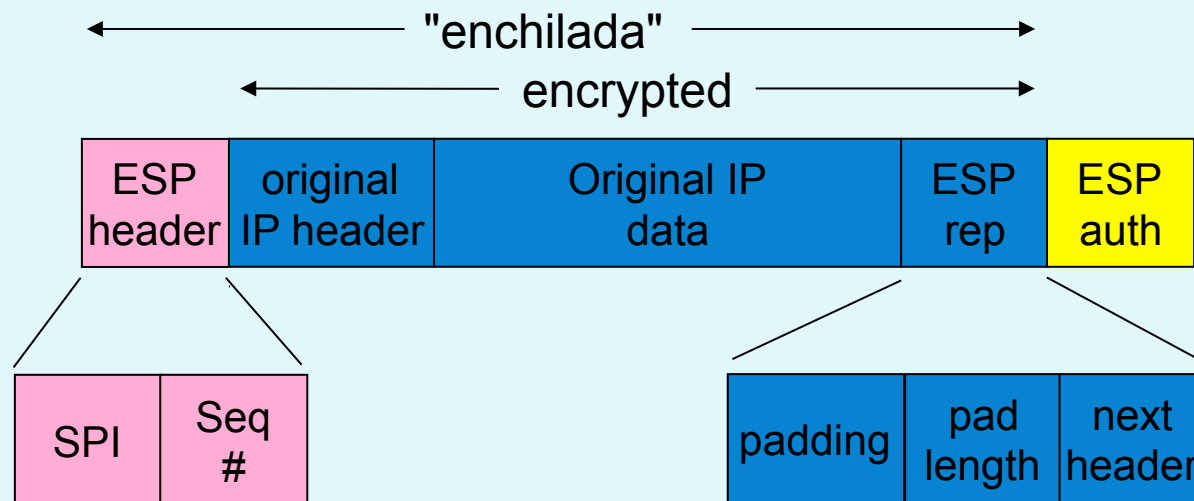 "enchilada"
encrypted
ESP
header
original
IP header
Original IP
data
ESP
rep
ESP
auth
SPI
Seq
#
padding
pad
length
next
header